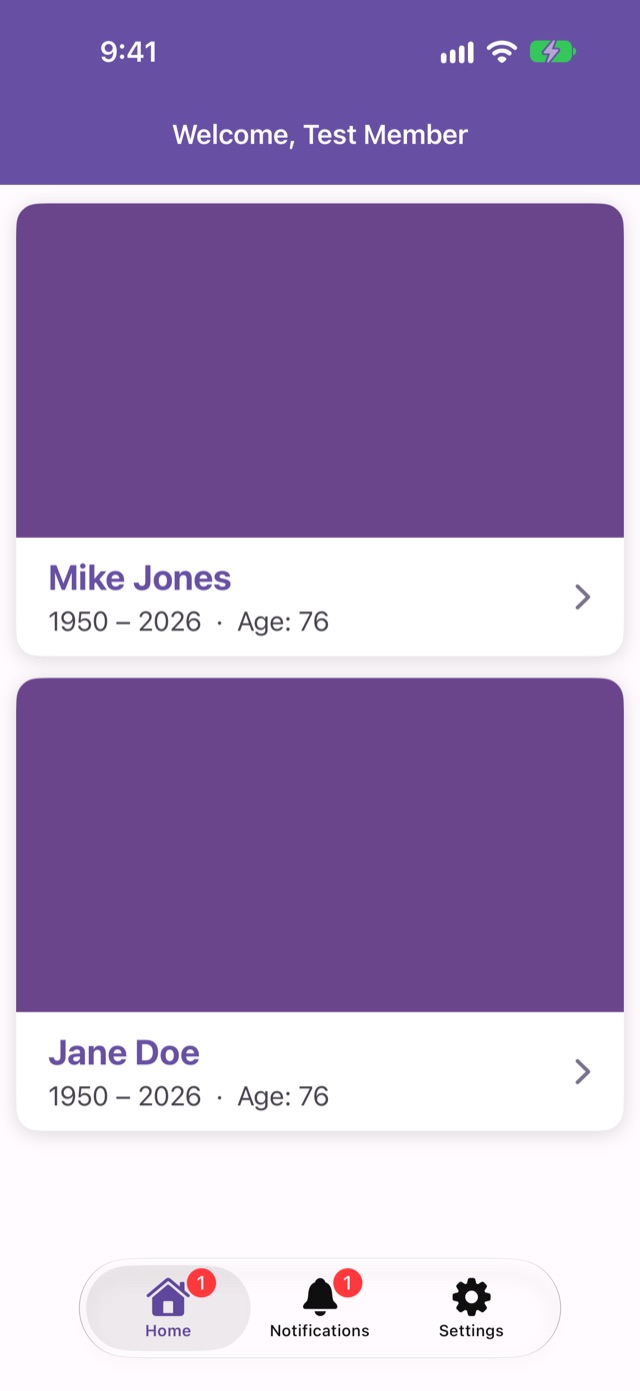 9:41
Welcome, Test Member
Mike Jones
1950 – 2026 · Age: 76
Jane Doe
1950 – 2026 · Age: 76
1
1
Home
Notifications
Settings